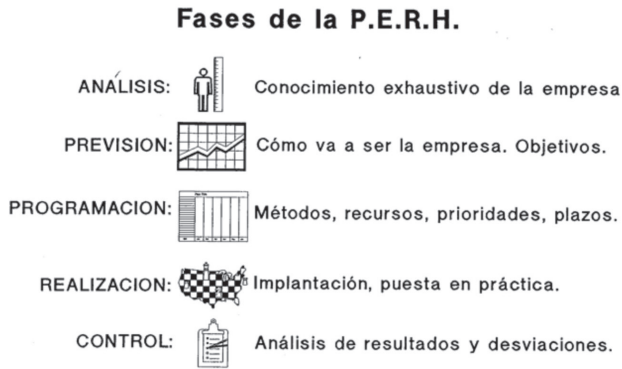 Fases de la P.E.R.H.
ANÁLISIS: Conocimiento exhaustivo de la empresa
PREVISION: Cómo va a ser la empresa. Objetivos.
PROGRAMACION: Métodos, recursos, prioridades, plazos.
REALIZACION: Implantación, puesta en práctica.
CONTROL: Análisis de resultados y desviaciones.